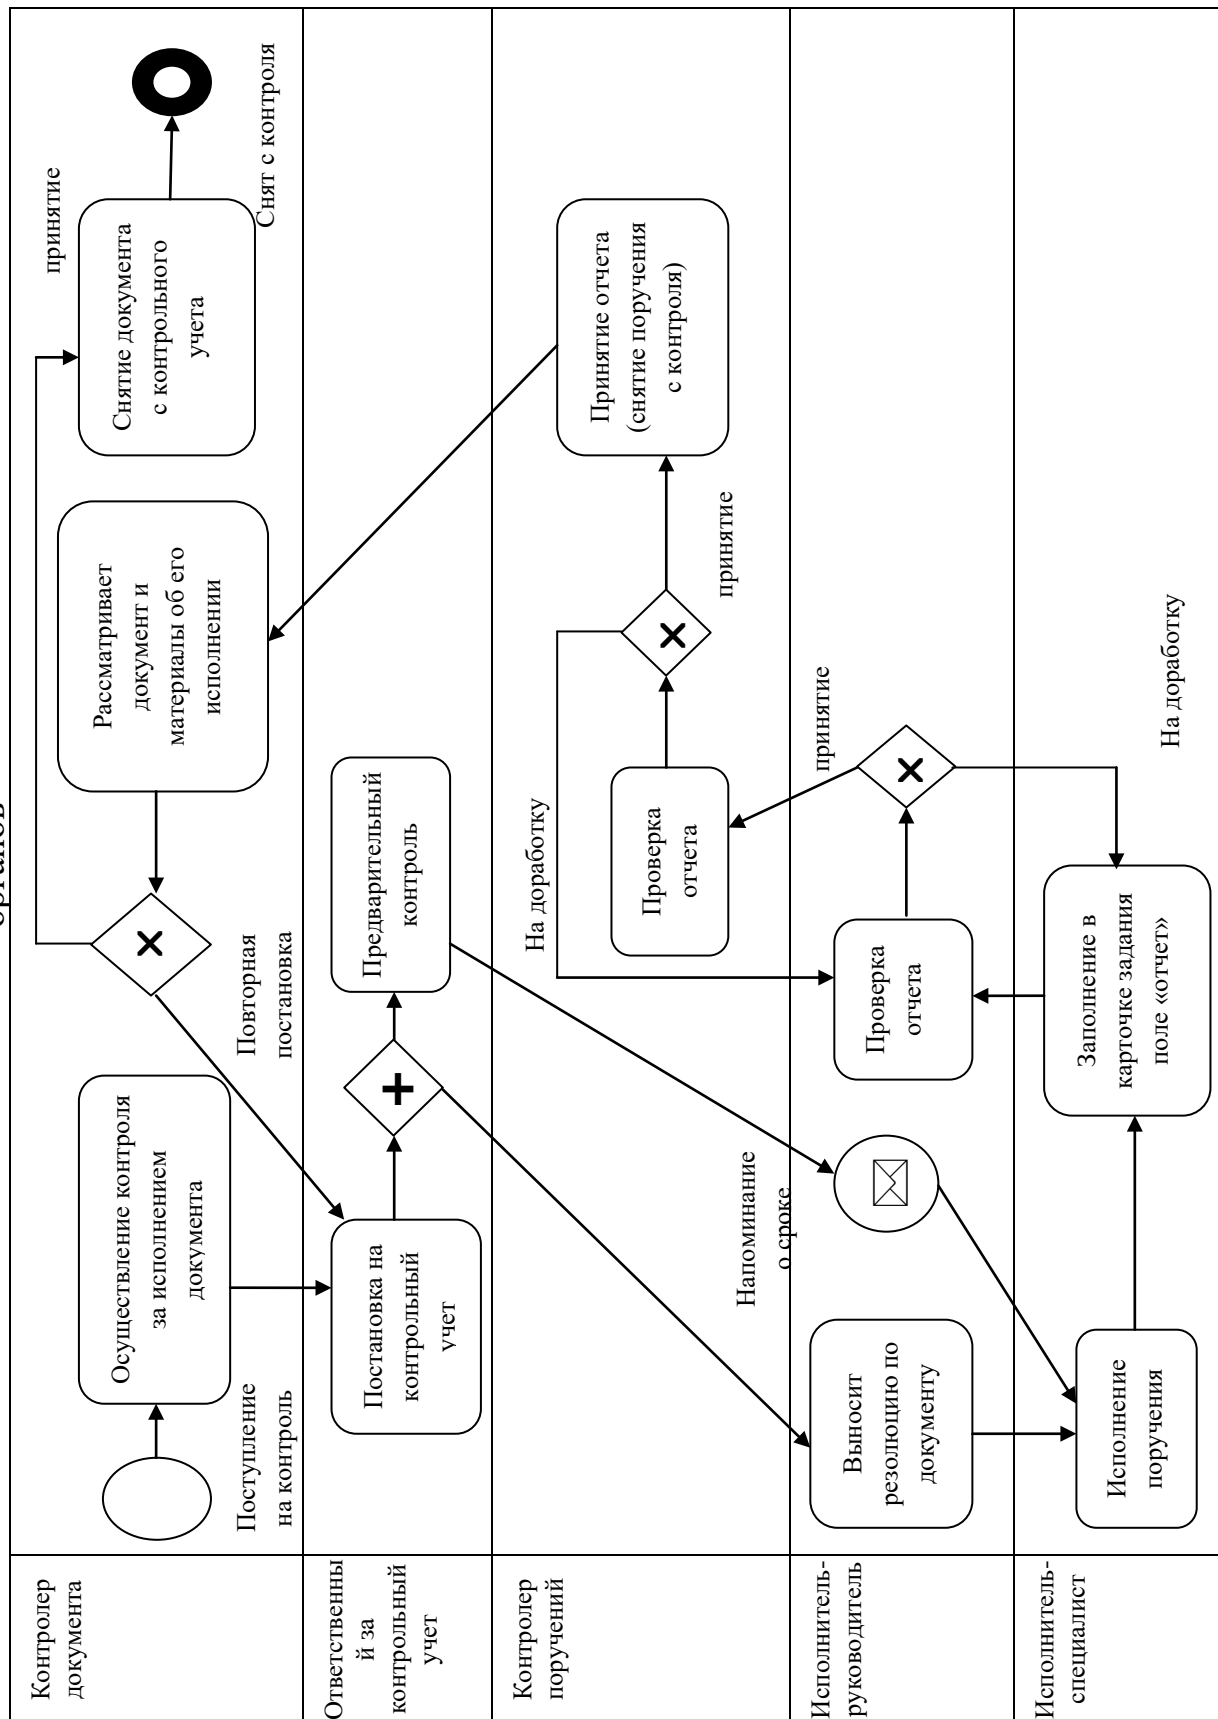 органов
Контролер
документа
Поступление
на контроль
Осуществление контроля
за исполнением
документа
Повторная
постановка
Рассматривает
документ и
материалы об его
исполнении
принятие
Снятие документа
с контрольного
учета
Снят с контроля
Ответственны
й за
контрольный
учет
Постановка на
контрольный
учет
Предварительный
контроль
Контролер
поручений
Напоминание
о сроке
На доработку
Проверка
отчета
принятие
Принятие отчета
(снятие поручения
с контроля)
Исполнитель-
руководитель
Выносит
резолюцию по
документу
Проверка
отчета
принятие
Исполнитель-
специалист
Исполнение
поручения
Заполнение в
карточке задания
поле «отчет»
На доработку